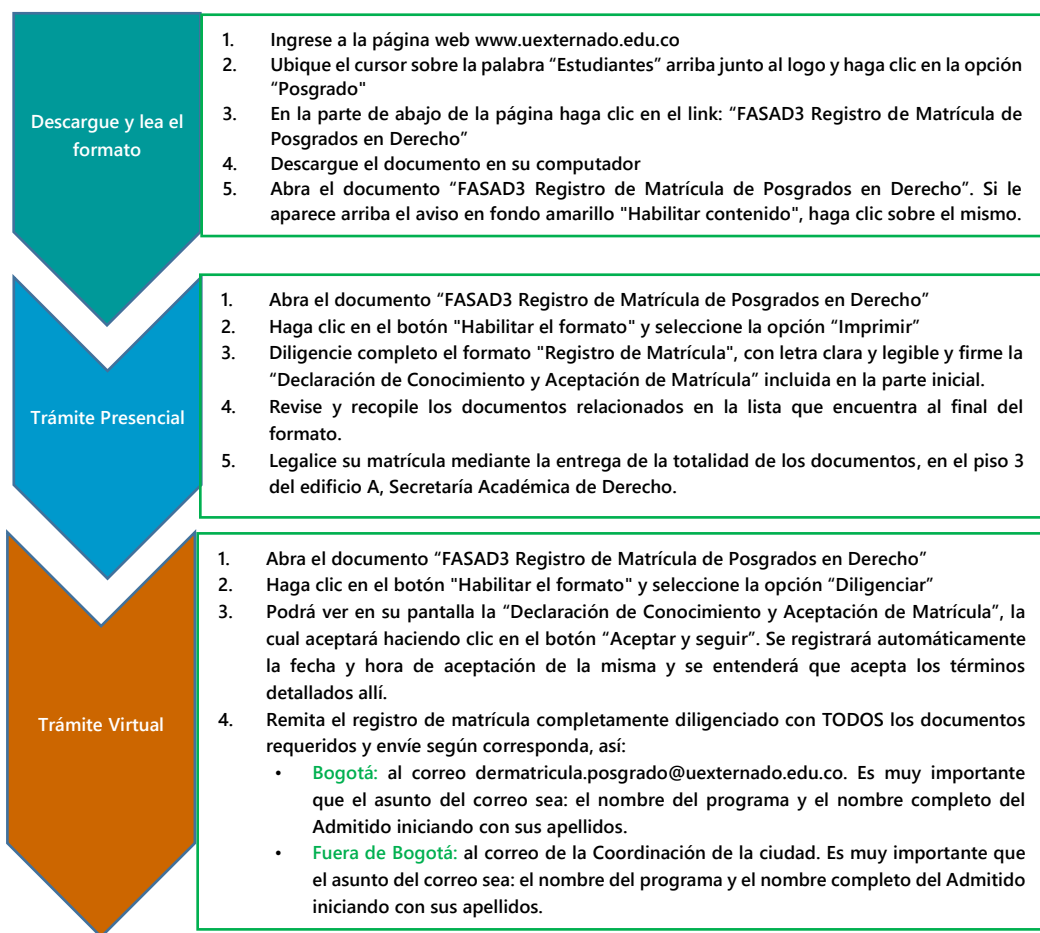 Descargue y lea el
formato
1. Ingrese a la página web www.uexternado.edu.co
2. Ubique el cursor sobre la palabra “Estudiantes” arriba junto al logo y haga clic en la opción
“Posgrado"
3. En la parte de abajo de la página haga clic en el link: “FASAD3 Registro de Matrícula de
Posgrados en Derecho”
4. Descargue el documento en su computador
5. Abra el documento “FASAD3 Registro de Matrícula de Posgrados en Derecho”. Si le
aparece arriba el aviso en fondo amarillo "Habilitar contenido", haga clic sobre el mismo.
Trámite Presencial
1. Abra el documento “FASAD3 Registro de Matrícula de Posgrados en Derecho”
2. Haga clic en el botón "Habilitar el formato" y seleccione la opción “Imprimir”
3. Diligencie completo el formato "Registro de Matrícula", con letra clara y legible y firme la
“Declaración de Conocimiento y Aceptación de Matrícula” incluida en la parte inicial.
4. Revise y recopile los documentos relacionados en la lista que encuentra al final del
formato.
5. Legalice su matrícula mediante la entrega de la totalidad de los documentos, en el piso 3
del edificio A, Secretaría Académica de Derecho.
Trámite Virtual
1. Abra el documento “FASAD3 Registro de Matrícula de Posgrados en Derecho”
2. Haga clic en el botón "Habilitar el formato" y seleccione la opción “Diligenciar”
3. Podrá ver en su pantalla la “Declaración de Conocimiento y Aceptación de Matrícula”, la
cual aceptará haciendo clic en el botón “Aceptar y seguir”. Se registrará automáticamente
la fecha y hora de aceptación de la misma y se entenderá que acepta los términos
detallados allí.
4. Remita el registro de matrícula completamente diligenciado con TODOS los documentos
requeridos y envíe según corresponda, así:
• Bogotá: al correo dermatricula.posgrado@uexternado.edu.co. Es muy importante
que el asunto del correo sea: el nombre del programa y el nombre completo del
Admitido iniciando con sus apellidos.
• Fuera de Bogotá: al correo de la Coordinación de la ciudad. Es muy importante que
el asunto del correo sea: el nombre del programa y el nombre completo del Admitido
iniciando con sus apellidos.